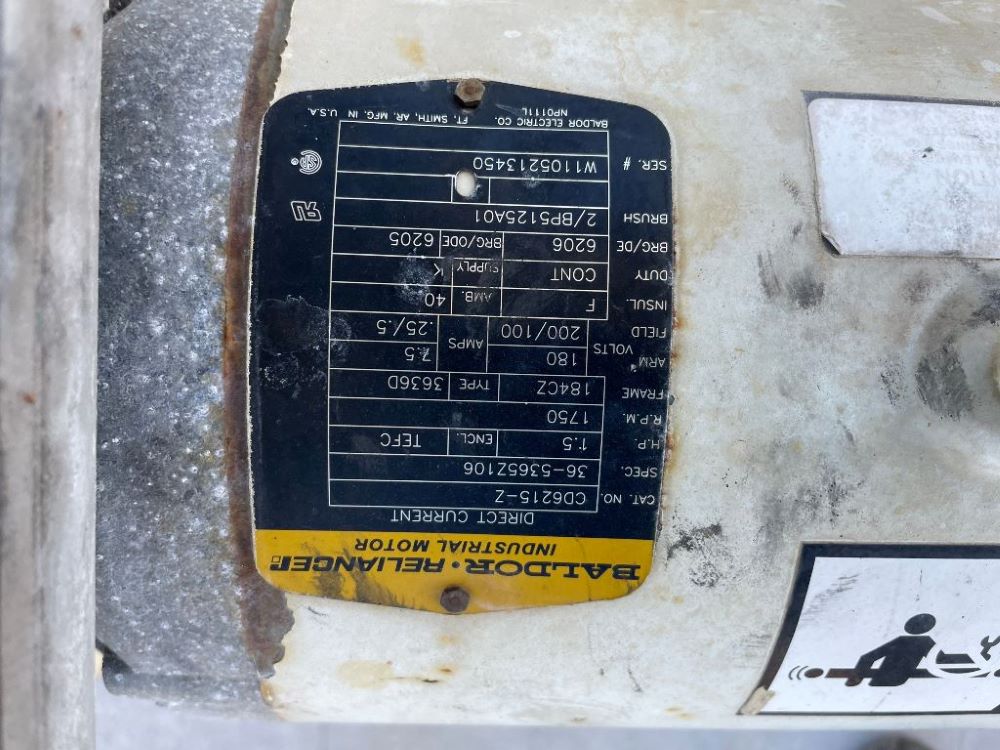 BALDOR • RELIANCER
INDUSTRIAL MOTOR
DIRECT CURRENT
CAT. NO. CD6215-Z
SPEC. 36-5365Z106
H.P. 1.5 ENCL. TEFC
R.P.M. 1750
FRAME 184CZ TYPE 3636D
ARM. VOLTS 180 AMPS 7.5
FIELD 200/100 .25/.5
INSUL. F AMB. 40
DUTY CONT SUPPLY K
BRG/DE 6206 BRG/ODE 6205
BRUSH 2/BP5125A01
SER. # W1105213450
BALDOR ELECTRIC CO. FT. SMITH, AR. MFG. IN U.S.A.
NP0111L